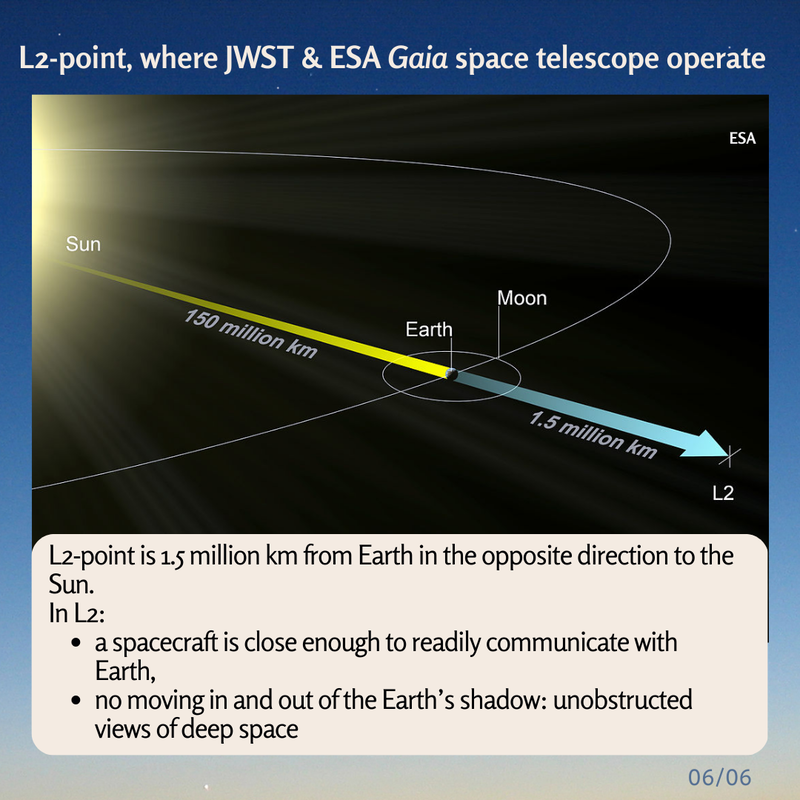 L2-point, where JWST & ESA Gaia space telescope operate
ESA
Sun
Moon
Earth
150 million km
1.5 million km
L2
L2-point is 1.5 million km from Earth in the opposite direction to the
Sun.
In L2:
• a spacecraft is close enough to readily communicate with
Earth,
• no moving in and out of the Earth's shadow: unobstructed
views of deep space
06/06